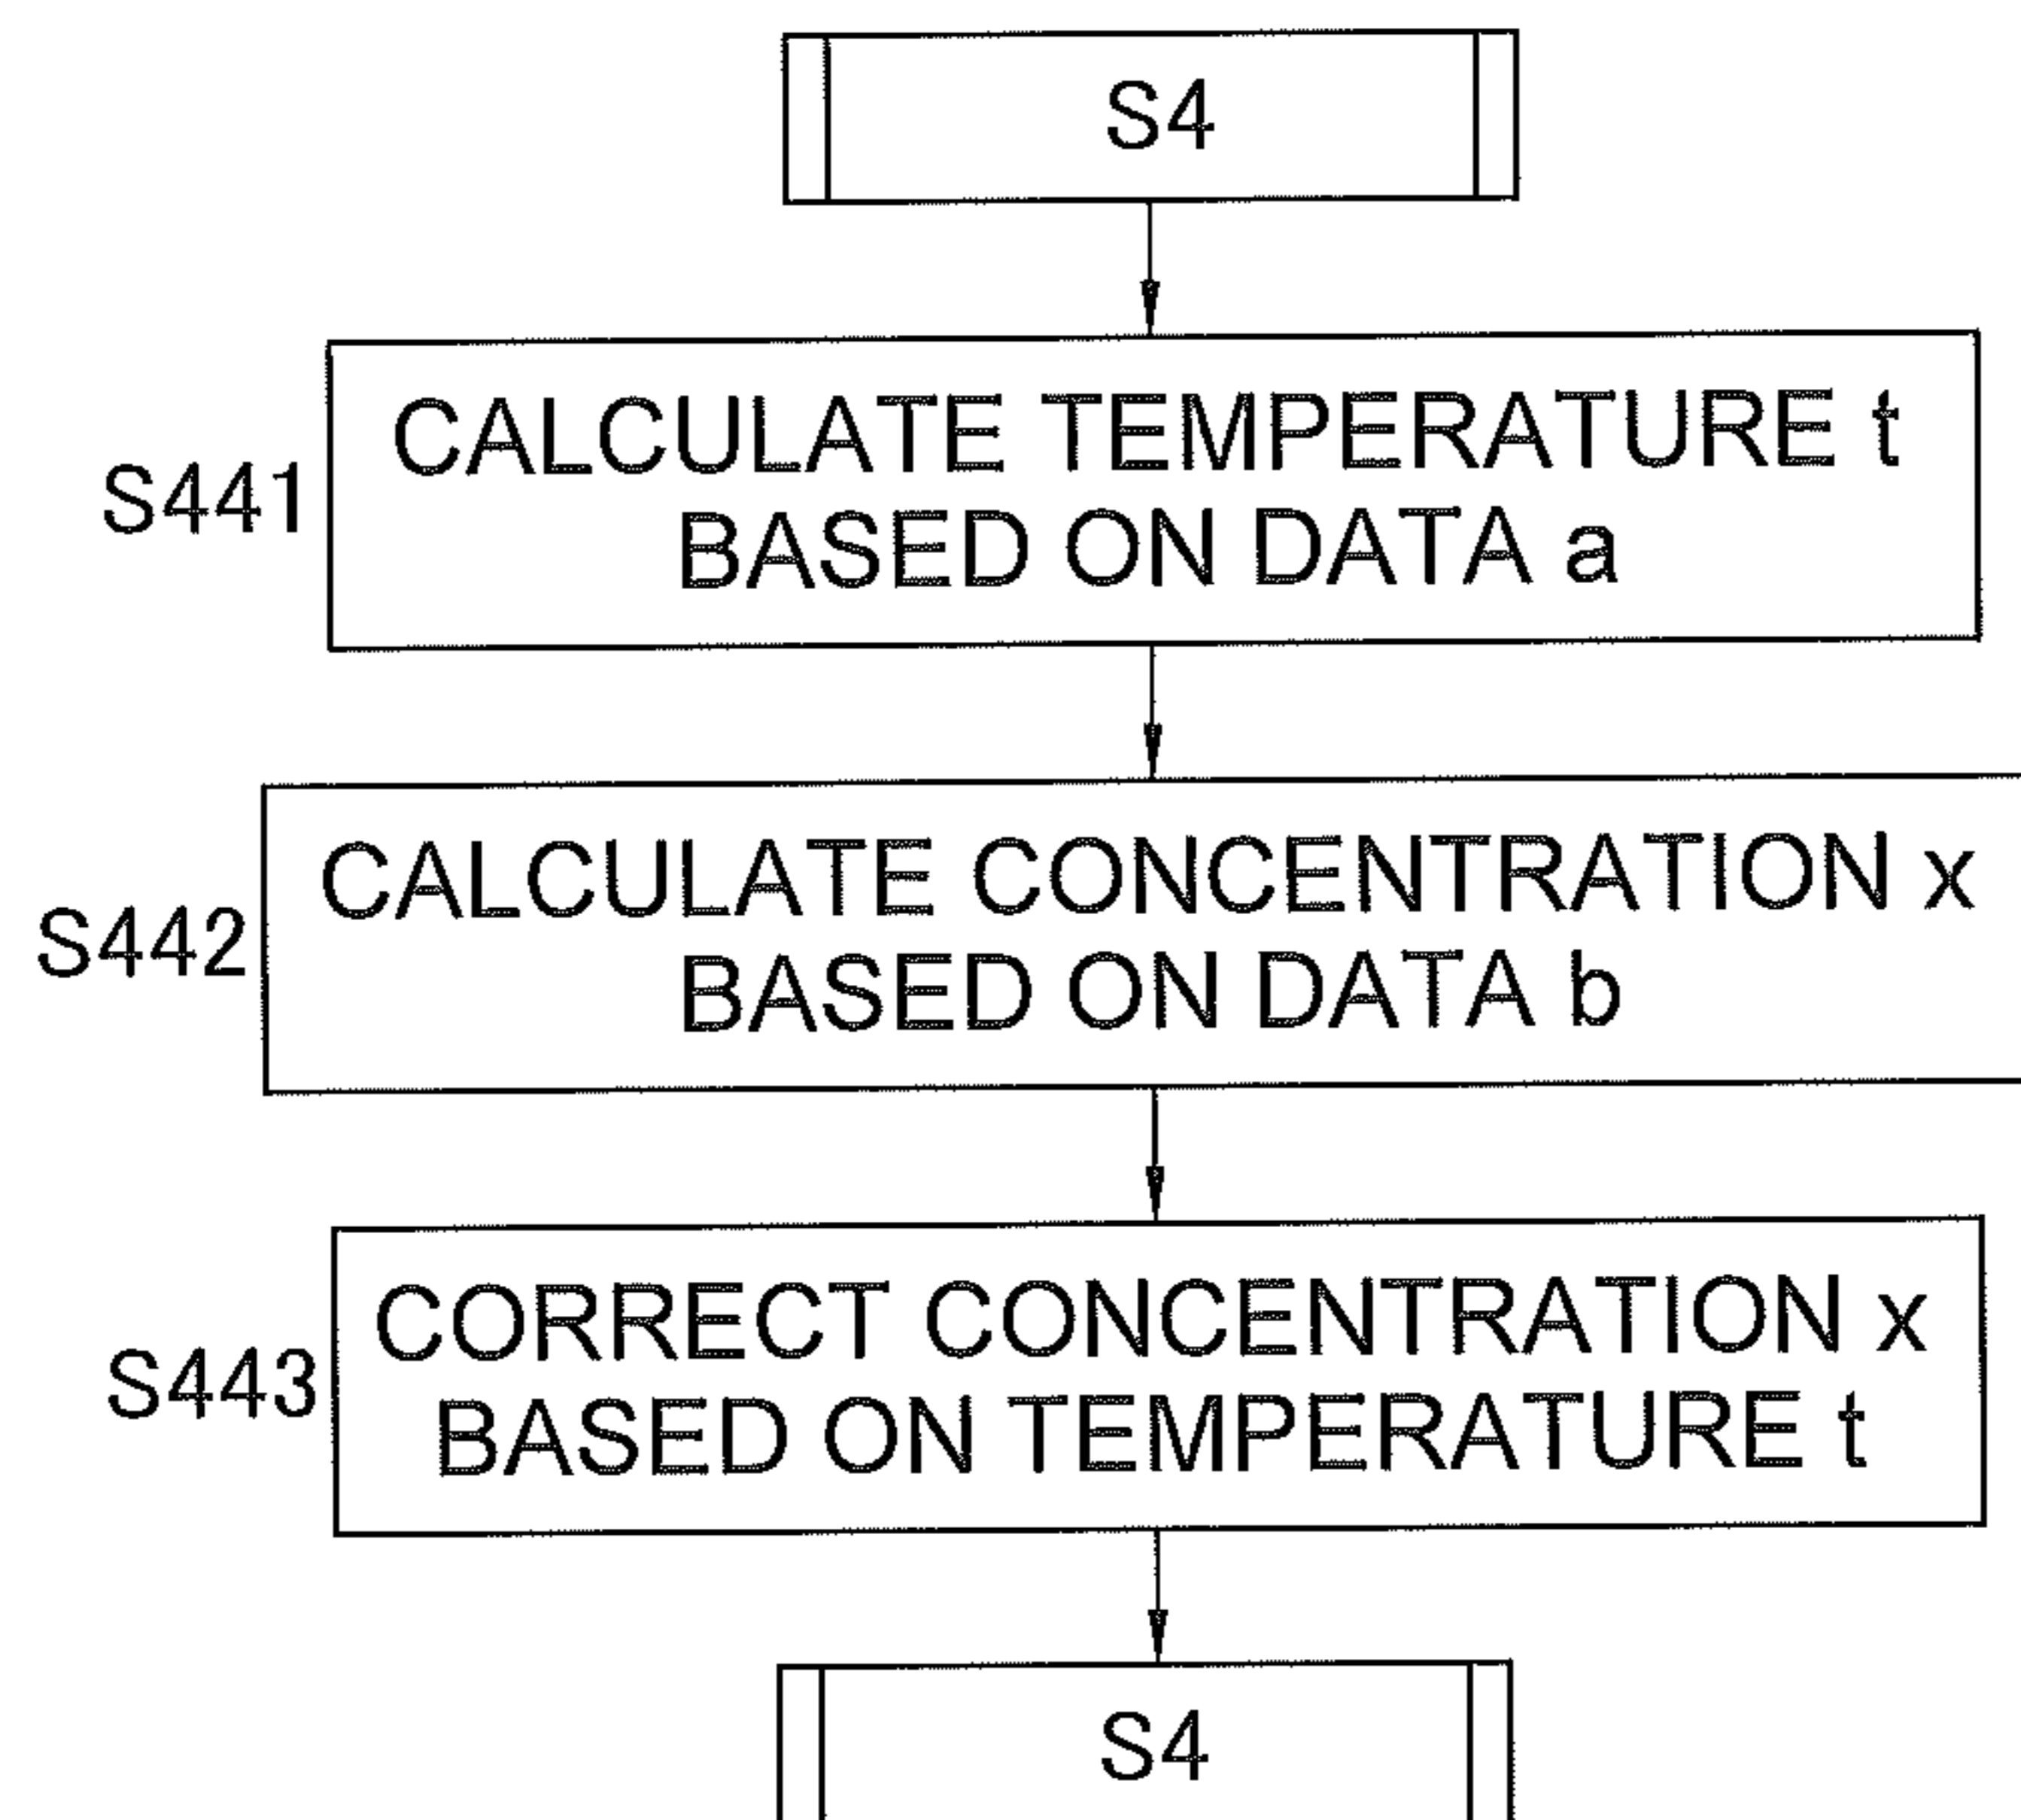 S4
S441
CALCULATE TEMPERATURE t
BASED ON DATA a
S442
CALCULATE CONCENTRATION x
BASED ON DATA b
S443
CORRECT CONCENTRATION x
BASED ON TEMPERATURE t
S4